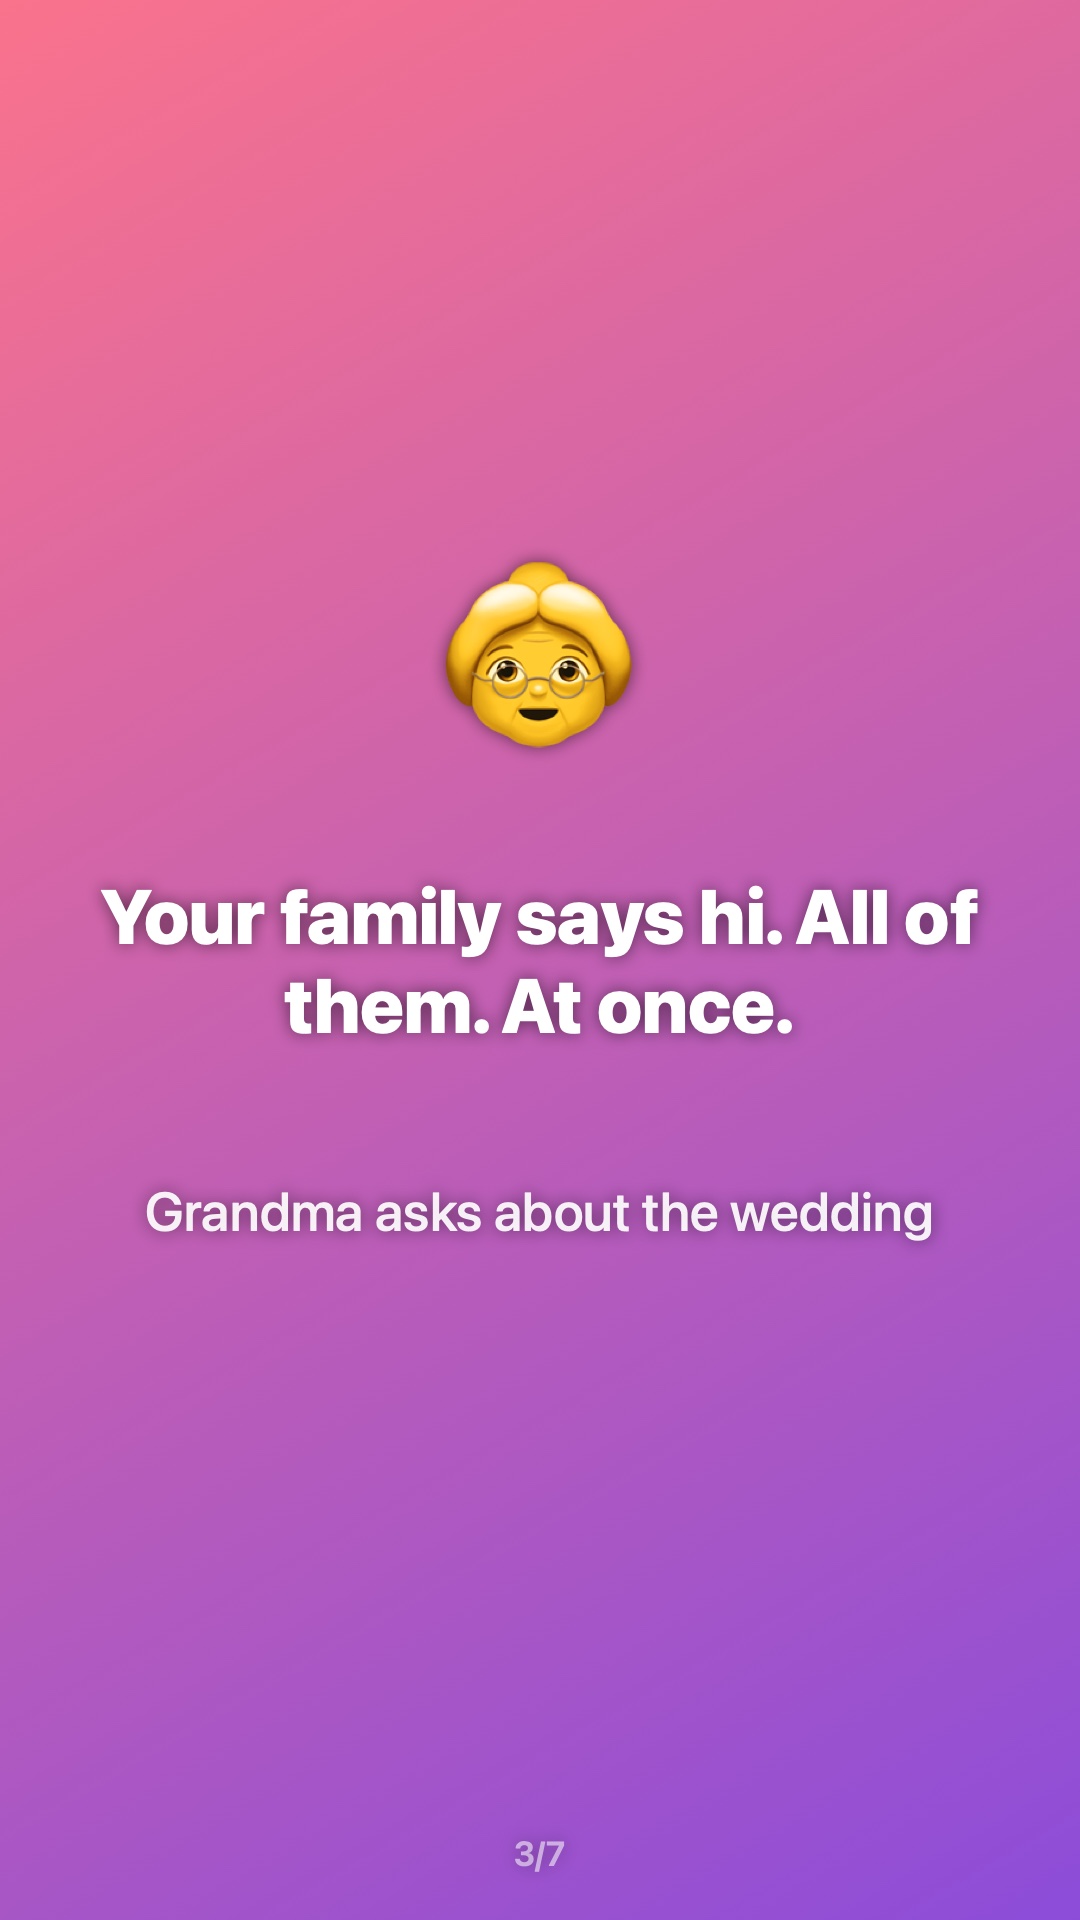 Your family says hi. All of
them. At once.
Grandma asks about the wedding
3/7